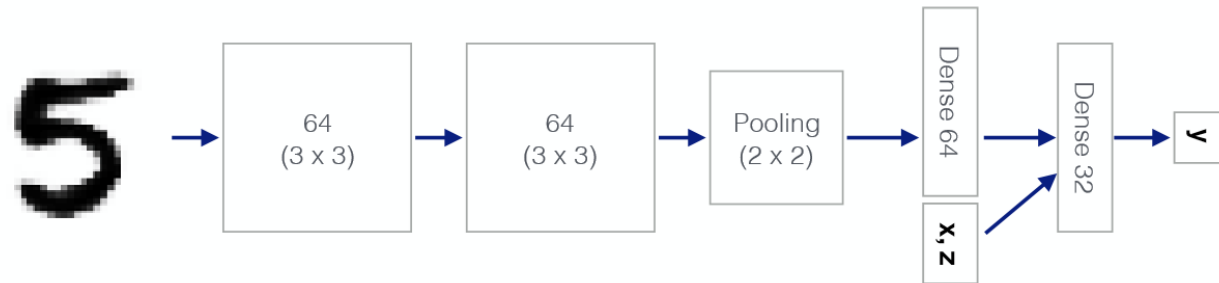 5
64
(3 x 3)
64
(3 x 3)
Pooling
(2 x 2)
Dense 64
x, z
Dense 32
y